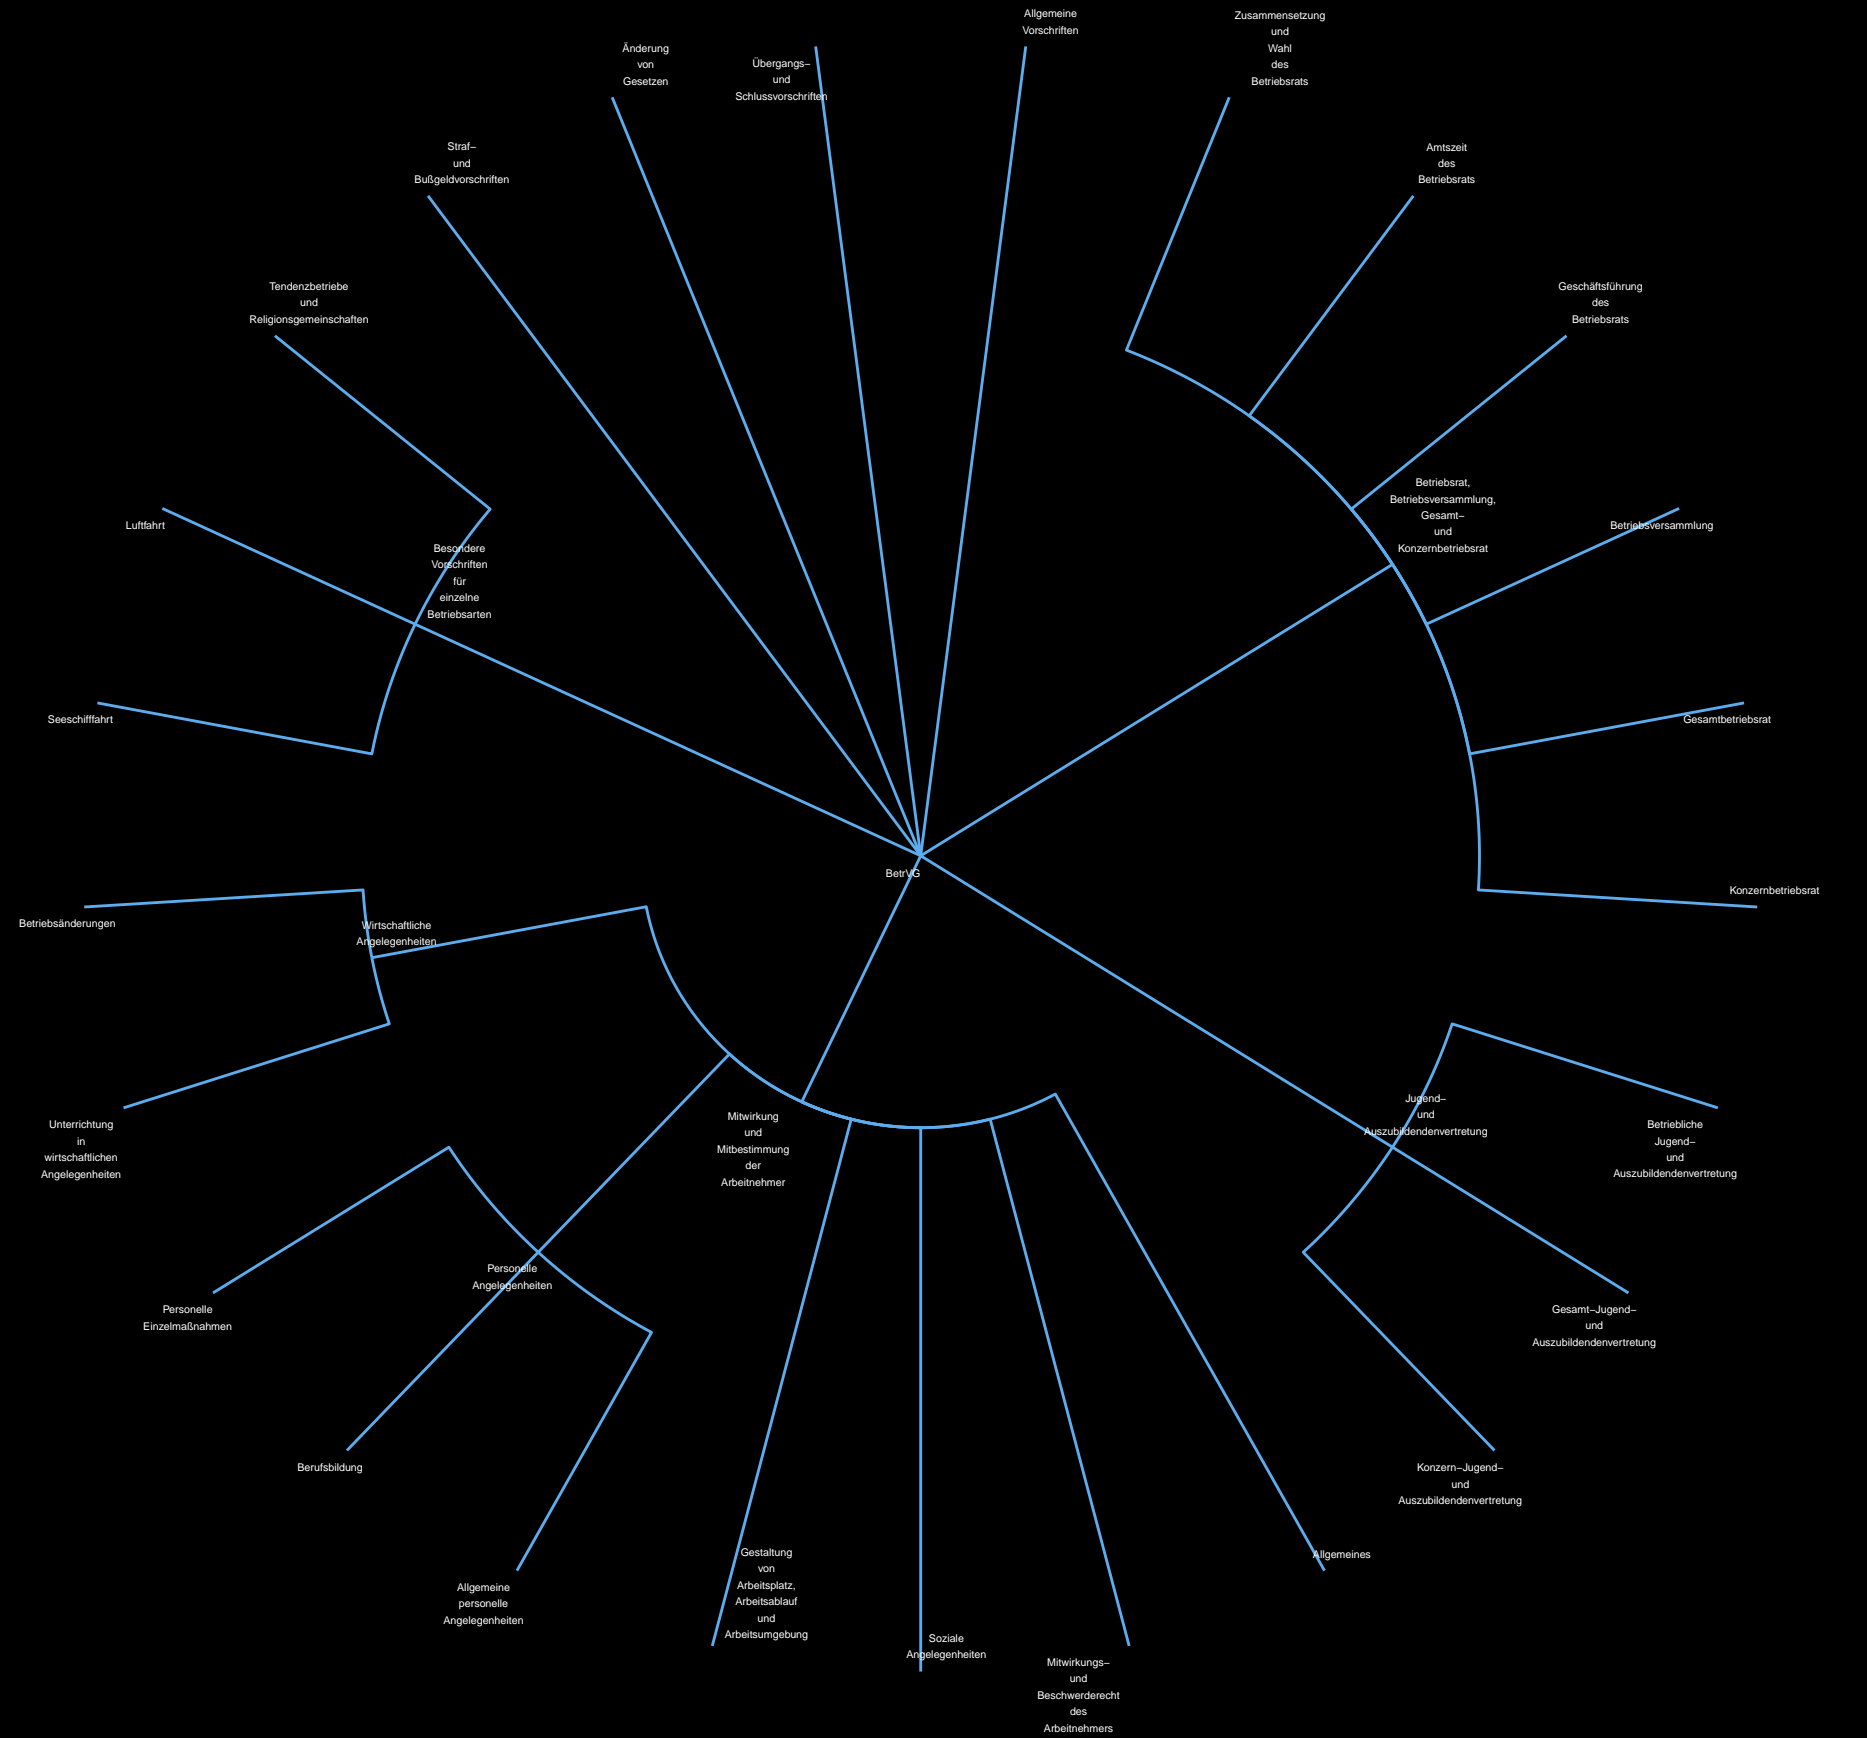 Allgemeine
Vorschriften
Zusammensetzung
und
Wahl
des
Betriebsrats
Änderung
von
Gesetzen
Übergangs–
und
Schlussvorschriften
Straf–
und
Bußgeldvorschriften
Amtszeit
des
Betriebsrats
Tendenzbetriebe
und
Religionsgemeinschaften
Geschäftsführung
des
Betriebsrats
Betriebsrat,
Betriebsversammlung,
Gesamt–
und
Konzernbetriebsrat
Luftfahrt
Betriebsversammlung
Besondere
Vorschriften
für
einzelne
Betriebsarten
Seeschifffahrt
Gesamtbetriebsrat
BetrVG
Konzernbetriebsrat
Betriebsänderungen
Wirtschaftliche
Angelegenheiten
Jugend–
und
Auszubildendenvertretung
Mitwirkung
und
Mitbestimmung
der
Arbeitnehmer
Unterrichtung
in
wirtschaftlichen
Angelegenheiten
Betriebliche
Jugend–
und
Auszubildendenvertretung
Personelle
Angelegenheiten
Personelle
Einzelmaßnahmen
Gesamt–Jugend–
und
Auszubildendenvertretung
Berufsbildung
Konzern–Jugend–
und
Auszubildendenvertretung
Gestaltung
von
Arbeitsplatz,
Arbeitsablauf
und
Arbeitsumgebung
Allgemeines
Allgemeine
personelle
Angelegenheiten
Soziale
Angelegenheiten
Mitwirkungs–
und
Beschwerderecht
des
Arbeitnehmers